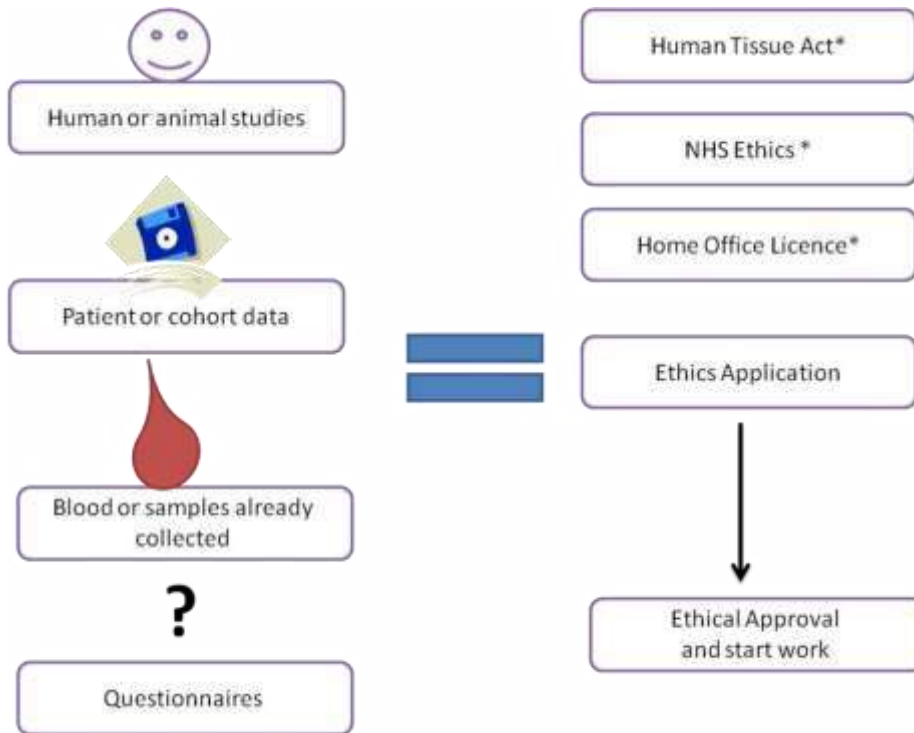 Human or animal studies
Patient or cohort data
Blood or samples already
collected
?
Questionnaires
Human Tissue Act*
NHS Ethics *
Home Office Licence*
Ethics Application
Ethical Approval
and start work